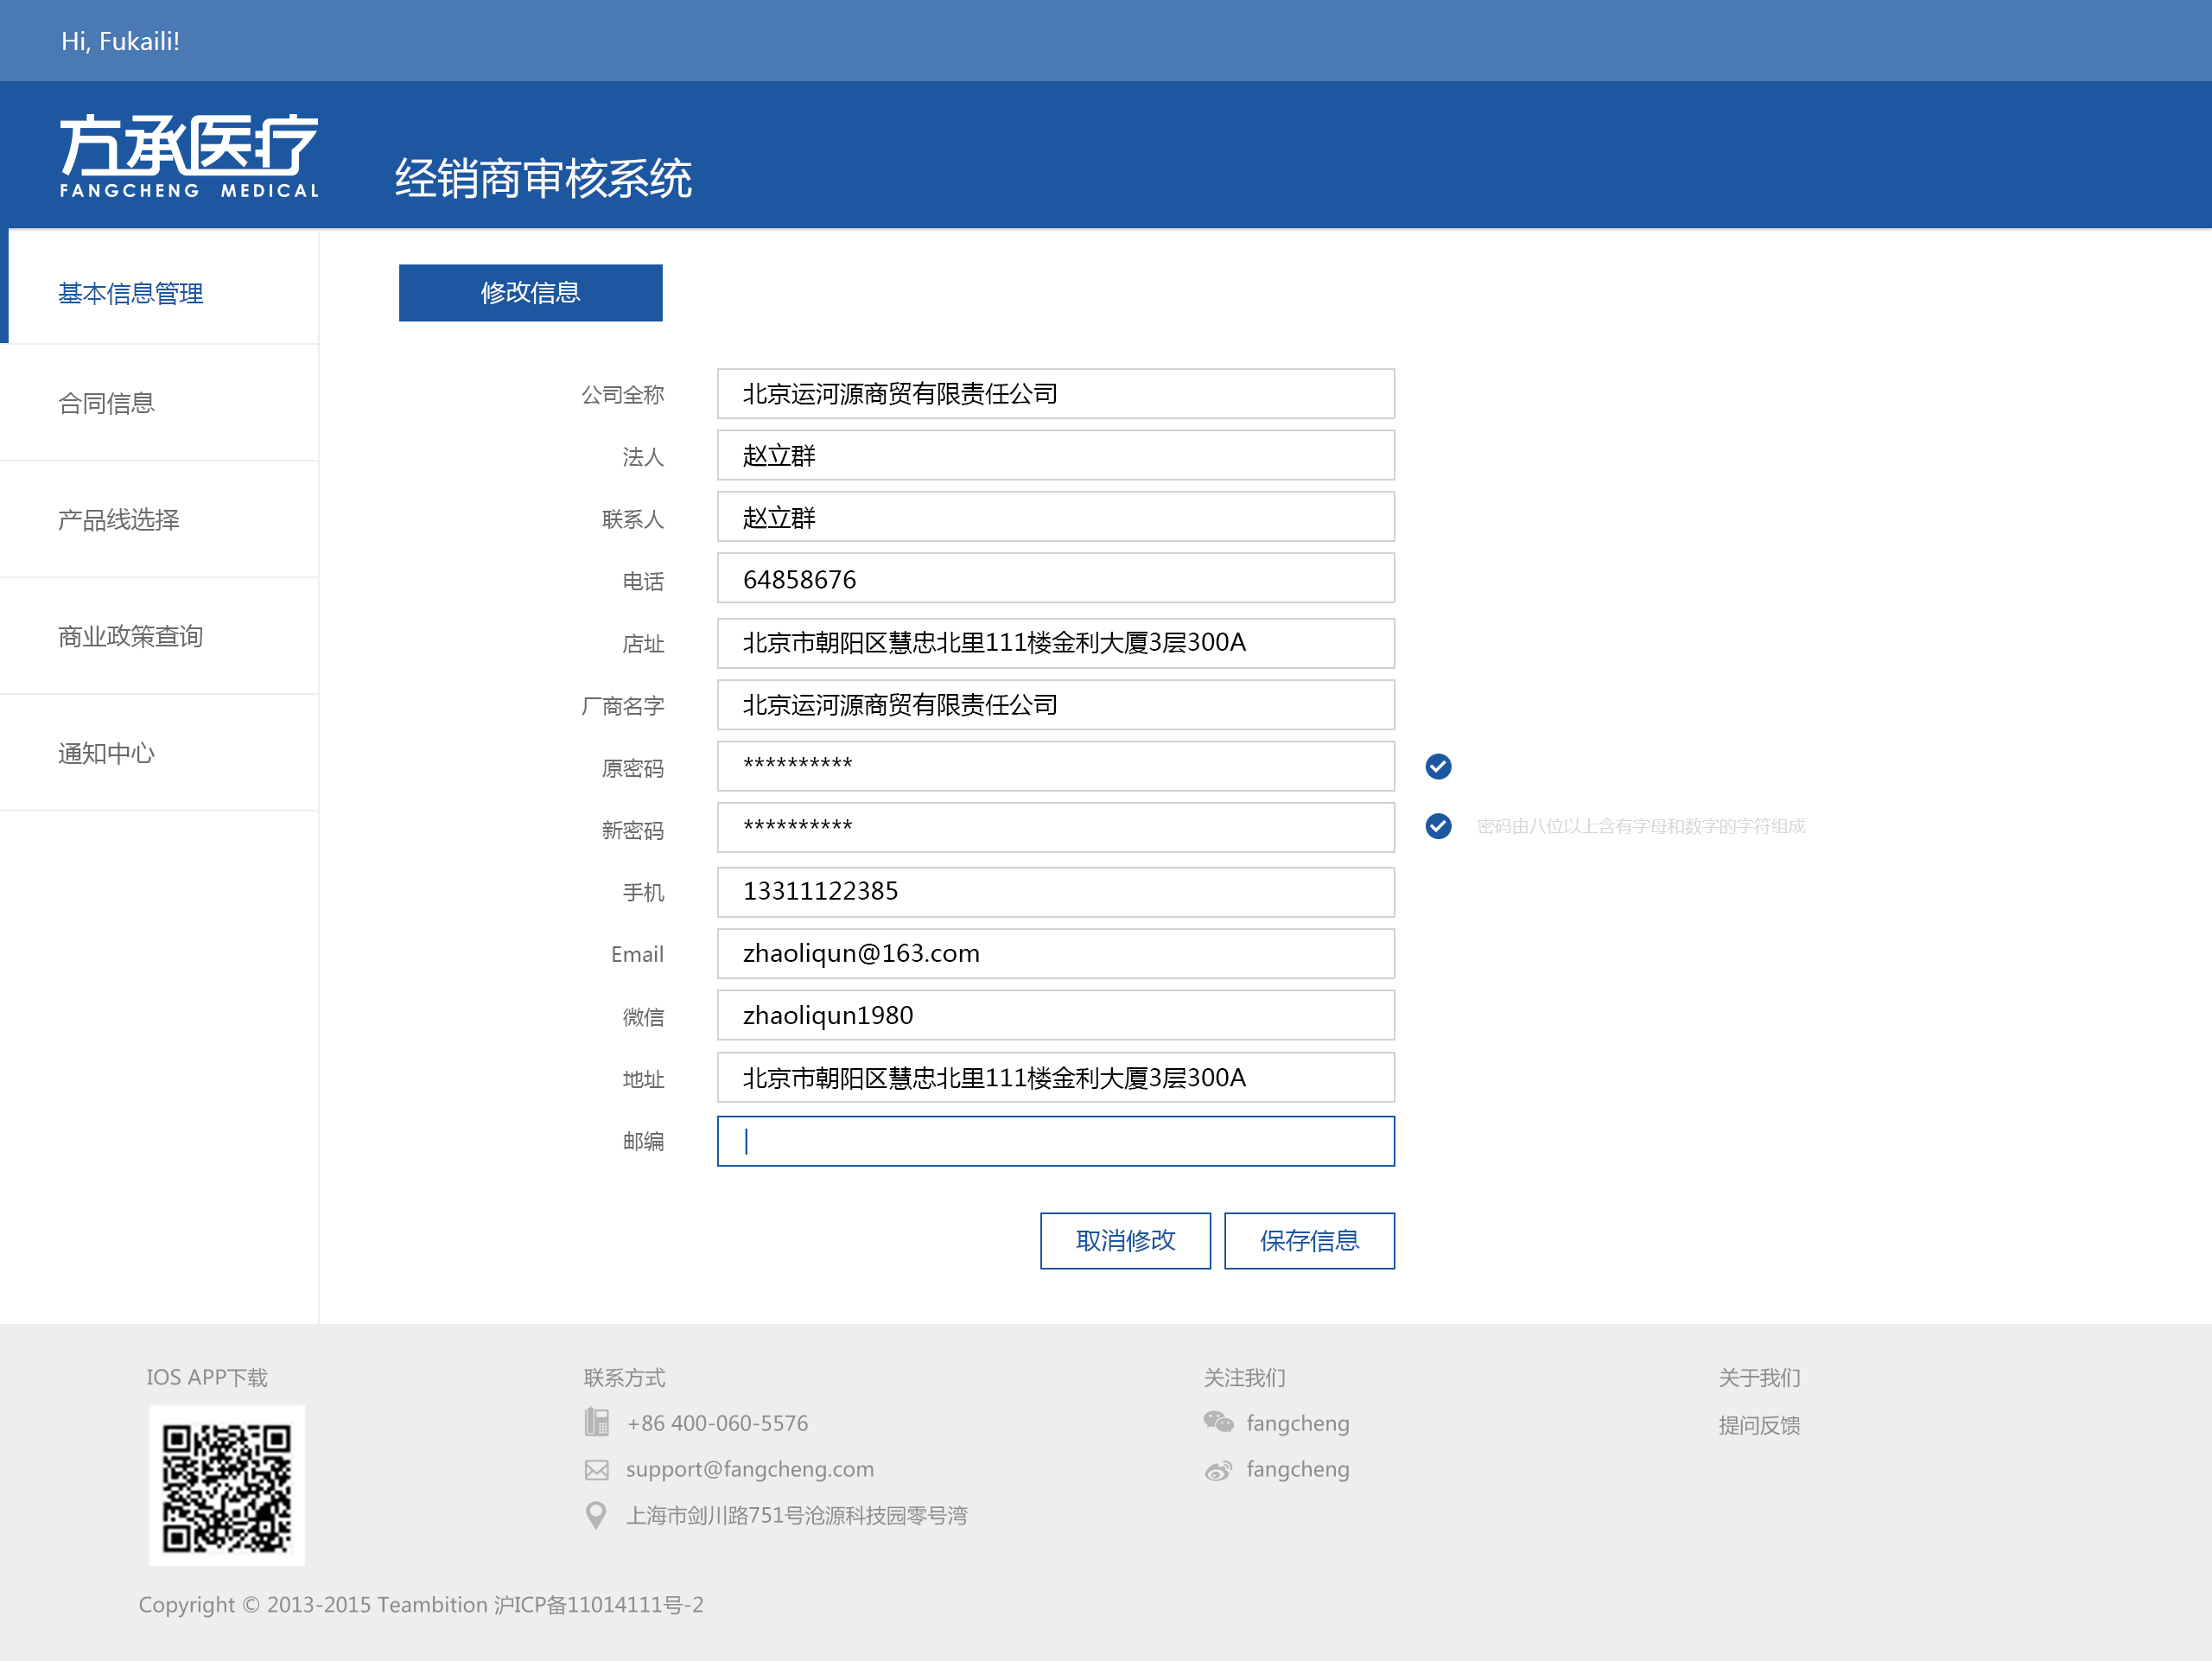 Hi, Fukaili!
方承医疗
FANGCHENG MEDICAL
经销商审核系统
基本信息管理
合同信息
产品线选择
商业政策查询
通知中心
修改信息
公司全称 北京运河源商贸有限责任公司
法人 赵立群
联系人 赵立群
电话 64858676
店址 北京市朝阳区慧忠北里111楼金利大厦3层300A
厂商名字 北京运河源商贸有限责任公司
原密码 **********
新密码 ********** 密码由八位以上含有字母和数字的字符组成
手机 13311122385
Email zhaoliqun@163.com
微信 zhaoliqun1980
地址 北京市朝阳区慧忠北里111楼金利大厦3层300A
邮编
取消修改 保存信息
IOS APP下载
联系方式
+86 400-060-5576
support@fangcheng.com
上海市剑川路751号沧源科技园零号湾
关注我们
fangcheng
fangcheng
关于我们
提问反馈
Copyright © 2013-2015 Teambition 沪ICP备11014111号-2